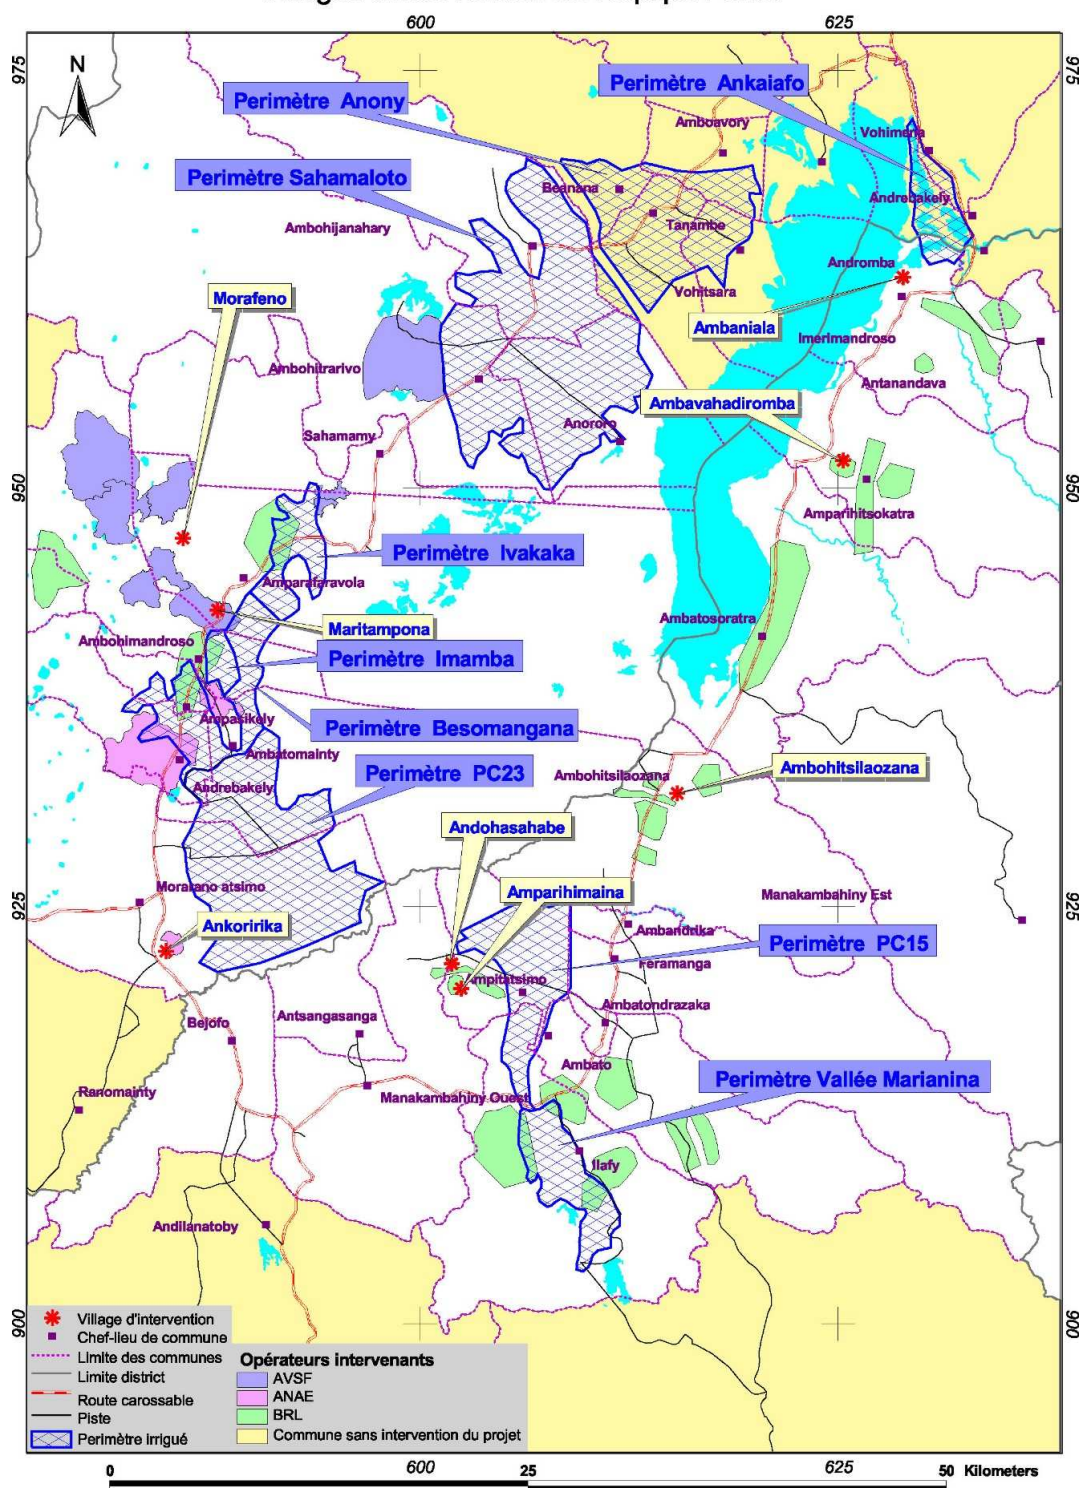 600
625
975
975
N
Perimètre Ankaiafo
Perimètre Anony
Amboavory
Vohimena
Perimètre Sahamaloto
Beanana
Andrebakely
Ambohijanahary
Tanambe
Andromba
Morafeno
Vohitsara
Ambaniala
Imerimandroso
Ambohitrarivo
Antanandava
Ambavahadiromba
Anororo
Sahamamy
950
950
Amparihitsokatra
Perimètre Ivakaka
Amparafaravola
Maritampona
Ambatosoratra
Ambohimandroso
Perimètre Imamba
Ampasikely
Perimètre Besomangana
Ambatomainty
Perimètre PC23
Ambohitsilaozana
Ambohitsilaozana
Andrebakely
Andohasahabe
Morarano atsimo
Amparihimaina
Manakambahiny Est
925
925
Ankoririka
Ambandrika
Perimètre PC15
Feramanga
Ampitatsimo
Ambatondrazaka
Antsangasanga
Bejofo
Ambato
Perimètre Vallée Marianina
Ranomainty
Manakambahiny Ouest
Ilafy
Andilanatoby
900
900
Village d'intervention
Chef-lieu de commune
Limite des communes
Limite district
Route carossable
Piste
Perimètre irrigué
Opérateurs intervenants
AVSF
ANAE
BRL
Commune sans intervention du projet
600
625
0
25
50 Kilometers